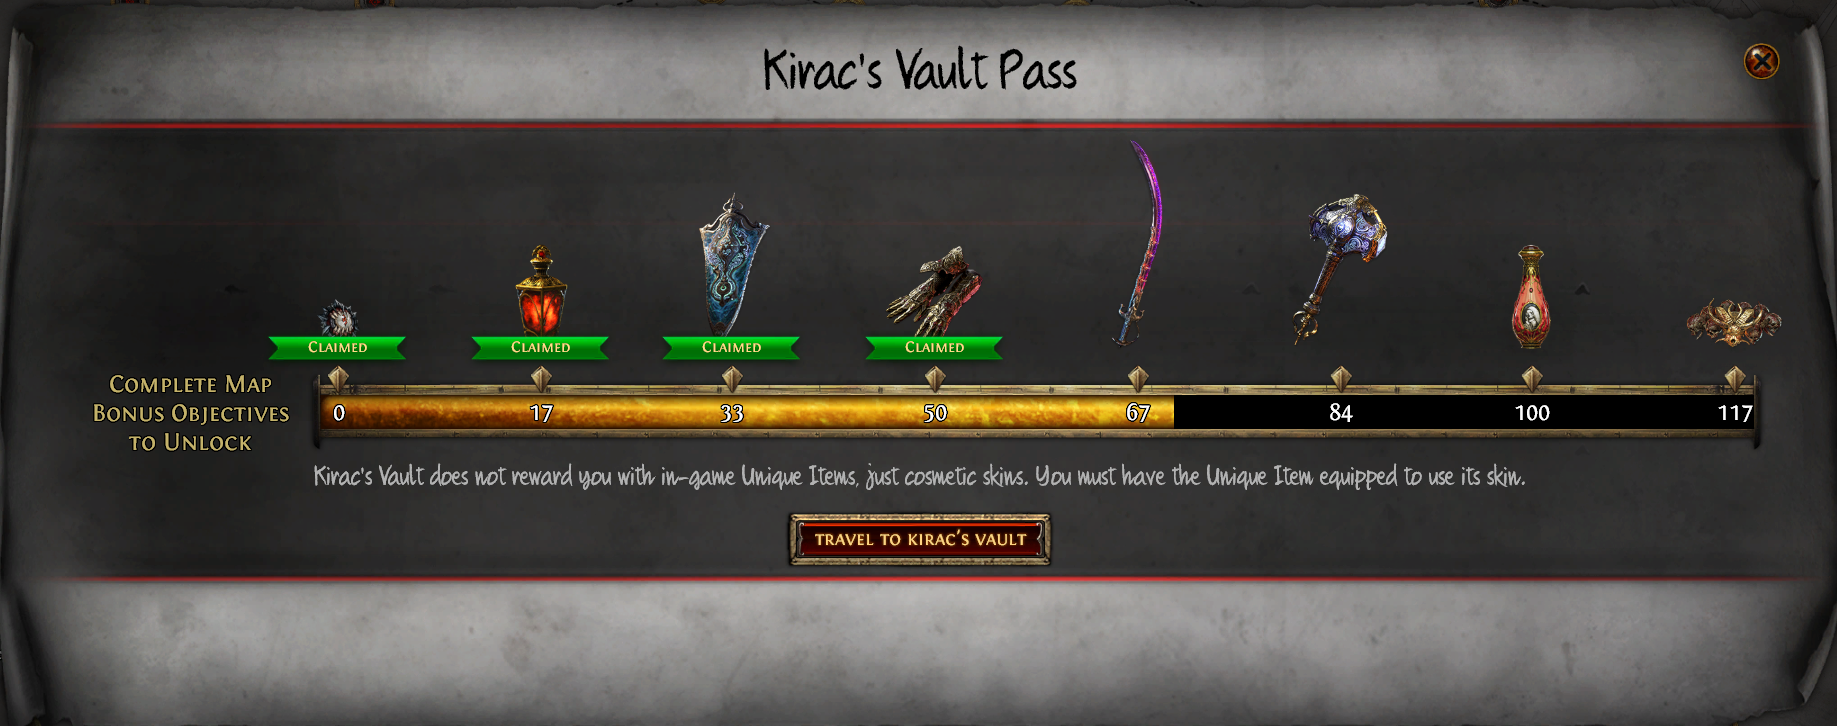 Kirac's Vault Pass
Claimed
Claimed
Claimed
Claimed
Complete Map
Bonus Objectives
to Unlock
0 17 33 50 67 84 100 117
Kirac's Vault does not reward you with in-game Unique Items, just cosmetic skins. You must have the Unique Item equipped to use its skin.
Travel to Kirac's Vault